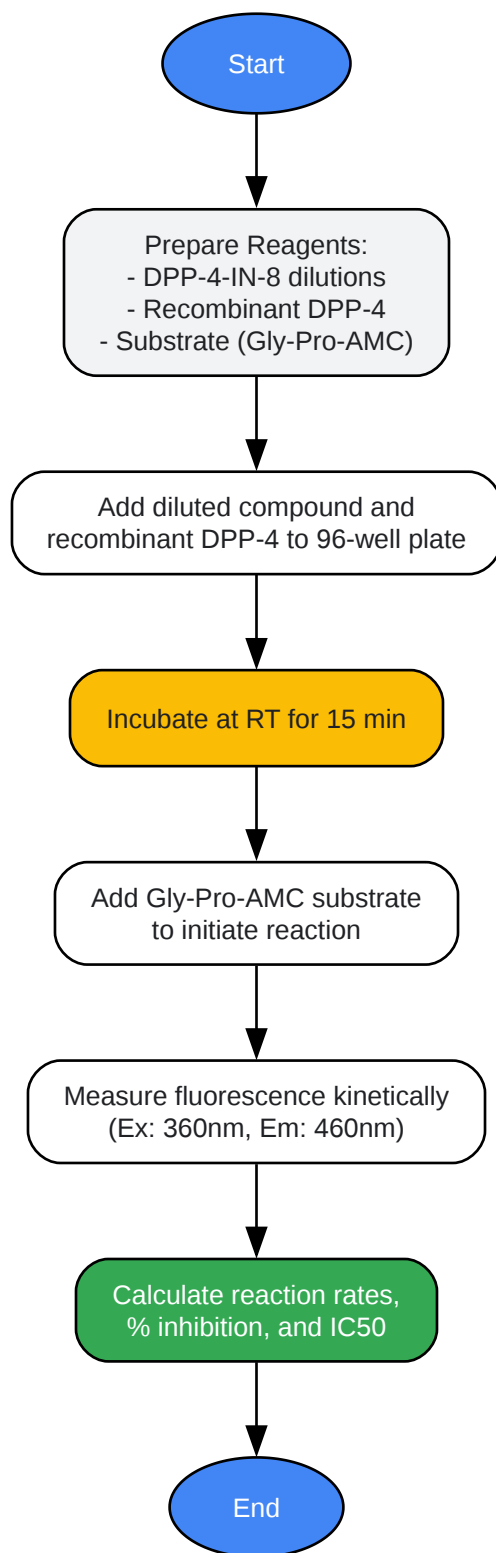 Start
Prepare Reagents:
- DPP-4-IN-8 dilutions
- Recombinant DPP-4
- Substrate (Gly-Pro-AMC)
Add diluted compound and
recombinant DPP-4 to 96-well plate
Incubate at RT for 15 min
Add Gly-Pro-AMC substrate
to initiate reaction
Measure fluorescence kinetically
(Ex: 360nm, Em: 460nm)
Calculate reaction rates,
% inhibition, and IC50
End